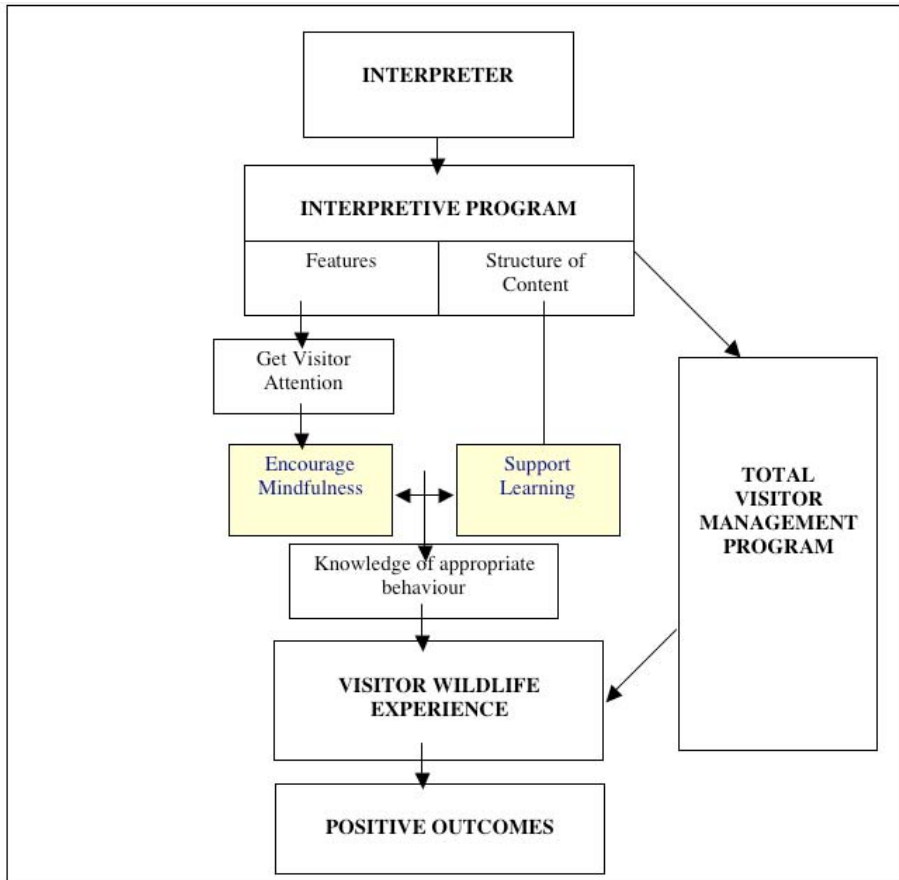 INTERPRETER
INTERPRETIVE PROGRAM
Features
Structure of
Content
Get Visitor
Attention
Encourage
Mindfulness
Support
Learning
TOTAL
VISITOR
MANAGEMENT
PROGRAM
Knowledge of appropriate
behaviour
VISITOR WILDLIFE
EXPERIENCE
POSITIVE OUTCOMES